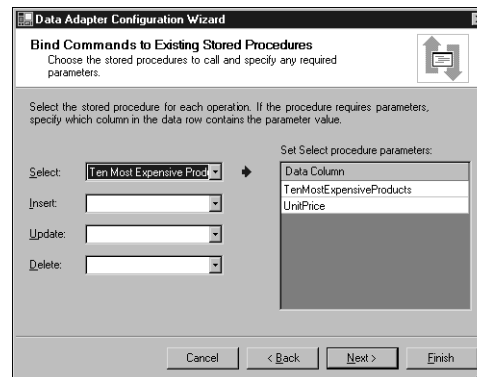 Data Adapter Configuration Wizard
Bind Commands to Existing Stored Procedures
Choose the stored procedures to call and specify any required
parameters.
Select the stored procedure for each operation. If the procedure requires parameters,
specify which column in the data row contains the parameter value.
Set Select procedure parameters:
Select: Ten Most Expensive Prod
Data Column
TenMostExpensiveProducts
UnitPrice
Insert:
Update:
Delete:
Cancel < Back Next > Finish